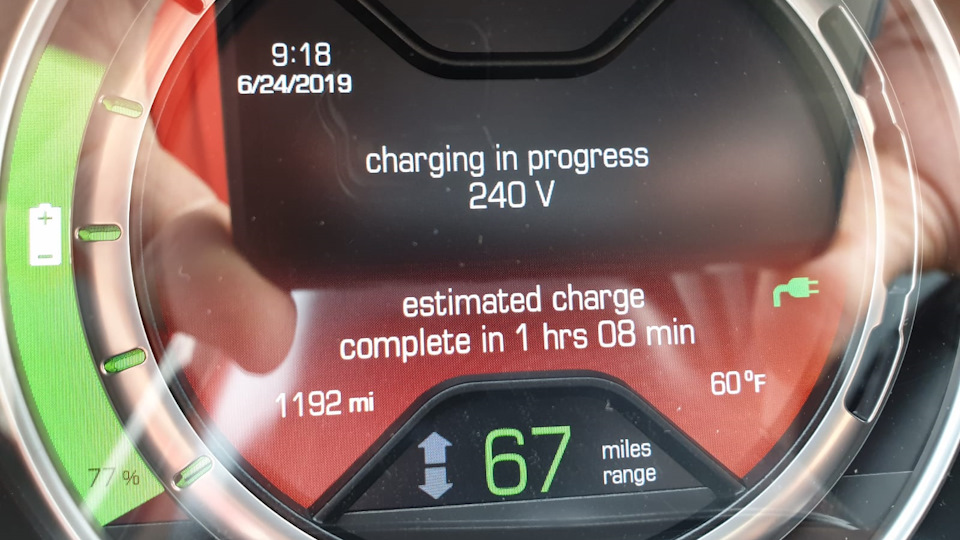 9:18
6/24/2019
charging in progress
240 V
estimated charge
complete in 1 hrs 08 min
1192 mi
60°F
67 miles
range
77 %